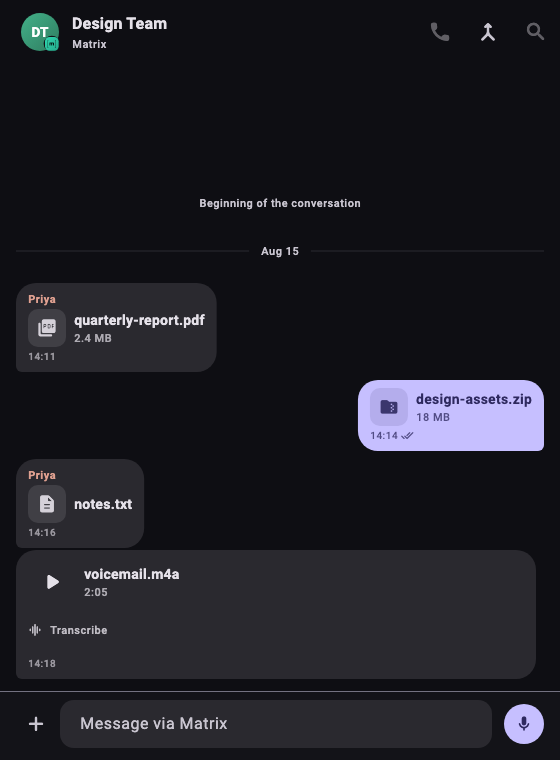 DT
Design Team
Matrix
Beginning of the conversation
Aug 15
Priya
PDF
quarterly-report.pdf
2.4 MB
14:11
design-assets.zip
18 MB
14:14
Priya
notes.txt
14:16
voicemail.m4a
2:05
Transcribe
14:18
Message via Matrix